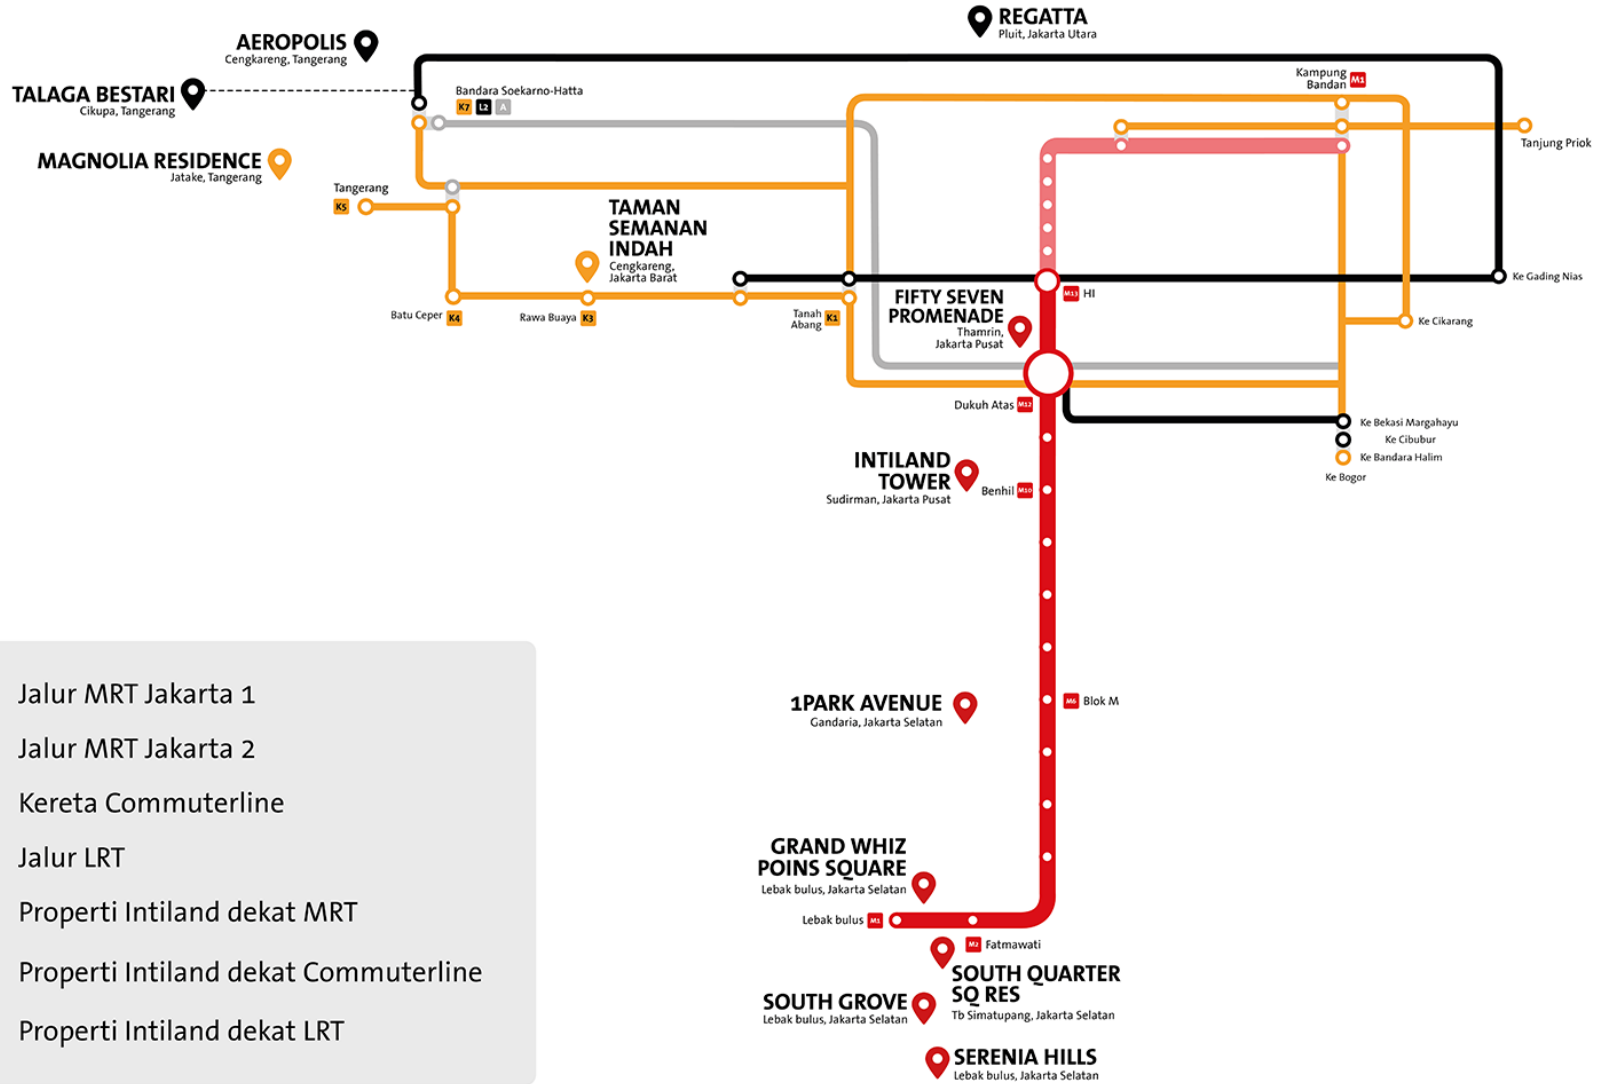 REGATTA
Pluit, Jakarta Utara
AEROPOLIS
Cengkareng, Tangerang
TALAGA BESTARI
Cikupa, Tangerang
Bandara Soekarno-Hatta
K7 L2 A
Kampung
Bandan M1
Tanjung Priok
MAGNOLIA RESIDENCE
Jatake, Tangerang
Tangerang
K5
TAMAN
SEMANAN
INDAH
Cengkareng,
Jakarta Barat
Ke Gading Nias
M13 HI
FIFTY SEVEN
PROMENADE
Thamrin,
Jakarta Pusat
Batu Ceper K4
Rawa Buaya K3
Tanah
Abang K1
Ke Cikarang
Dukuh Atas M12
Ke Bekasi Margahayu
Ke Cibubur
Ke Bandara Halim
Ke Bogor
INTILAND
TOWER
Sudirman, Jakarta Pusat
Benhil M10
1PARK AVENUE
Gandaria, Jakarta Selatan
M6 Blok M
GRAND WHIZ
POINS SQUARE
Lebak bulus, Jakarta Selatan
Lebak bulus M1
M2 Fatmawati
SOUTH QUARTER
SQ RES
Tb Simatupang, Jakarta Selatan
SOUTH GROVE
Lebak bulus, Jakarta Selatan
SERENIA HILLS
Lebak bulus, Jakarta Selatan
Jalur MRT Jakarta 1
Jalur MRT Jakarta 2
Kereta Commuterline
Jalur LRT
Properti Intiland dekat MRT
Properti Intiland dekat Commuterline
Properti Intiland dekat LRT